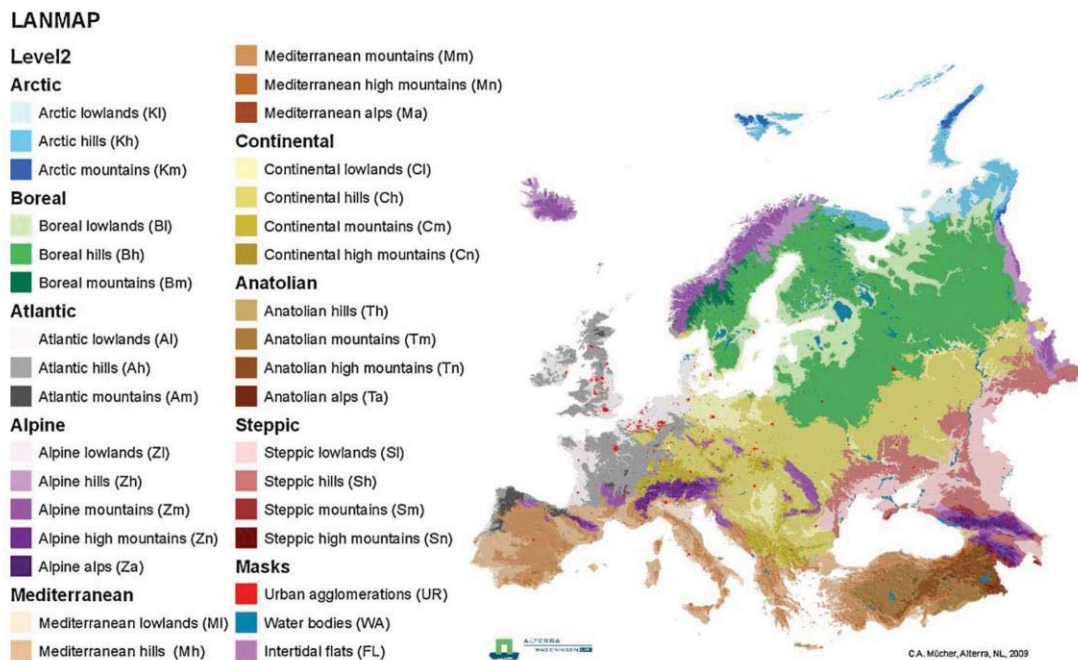 LANMAP
Level2
Arctic
Arctic lowlands (Kl)
Arctic hills (Kh)
Arctic mountains (Km)
Boreal
Boreal lowlands (Bl)
Boreal hills (Bh)
Boreal mountains (Bm)
Atlantic
Atlantic lowlands (Al)
Atlantic hills (Ah)
Atlantic mountains (Am)
Alpine
Alpine lowlands (Zl)
Alpine hills (Zh)
Alpine mountains (Zm)
Alpine high mountains (Zn)
Alpine alps (Za)
Mediterranean
Mediterranean lowlands (Ml)
Mediterranean hills (Mh)
Mediterranean mountains (Mm)
Mediterranean high mountains (Mn)
Mediterranean alps (Ma)
Continental
Continental lowlands (Cl)
Continental hills (Ch)
Continental mountains (Cm)
Continental high mountains (Cn)
Anatolian
Anatolian hills (Th)
Anatolian mountains (Tm)
Anatolian high mountains (Tn)
Anatolian alps (Ta)
Steppic
Steppic lowlands (Sl)
Steppic hills (Sh)
Steppic mountains (Sm)
Steppic high mountains (Sn)
Masks
Urban agglomerations (UR)
Water bodies (WA)
Intertidal flats (FL)
ALTERRA
WAGENINGEN UR
C.A. Mücher, Alterra, NL, 2009